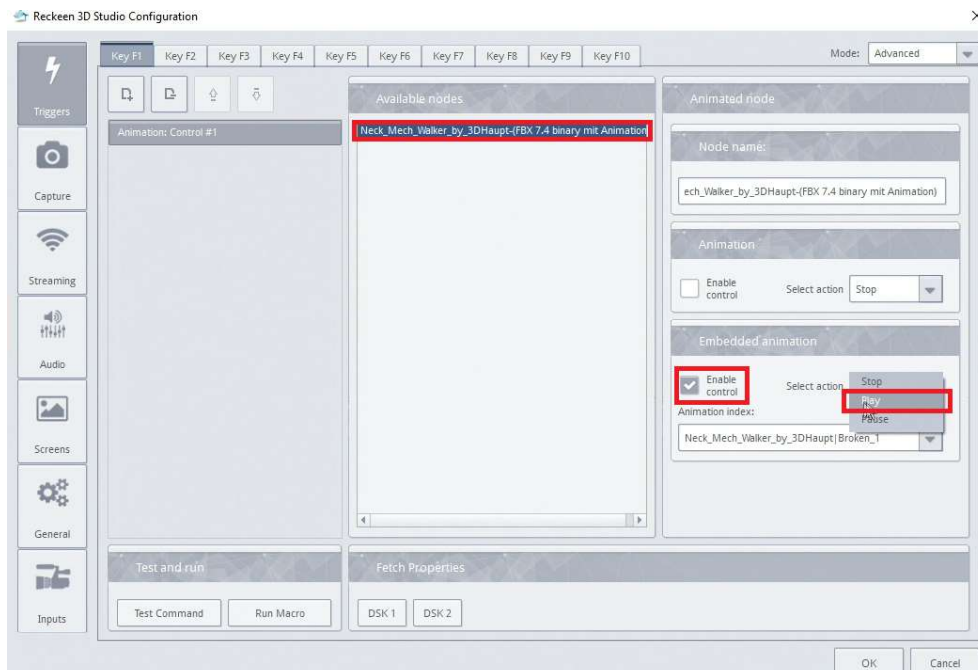 Reckeen 3D Studio Configuration
Triggers
Capture
Streaming
Audio
Screens
General
Inputs
Key F1 Key F2 Key F3 Key F4 Key F5 Key F6 Key F7 Key F8 Key F9 Key F10
Mode: Advanced
Animation: Control #1
Available nodes
Neck_Mech_Walker_by_3DHaupt-(FBX 7.4 binary mit Animation
Animated node
Node name:
ech_Walker_by_3DHaupt-(FBX 7.4 binary mit Animation)
Animation
Enable
control
Select action Stop
Embedded animation
Enable
control
Select action
Stop
Play
Pause
Animation index:
Neck_Mech_Walker_by_3DHaupt|Broken_1
Test and run
Test Command Run Macro
Fetch Properties
DSK 1 DSK 2
OK Cancel